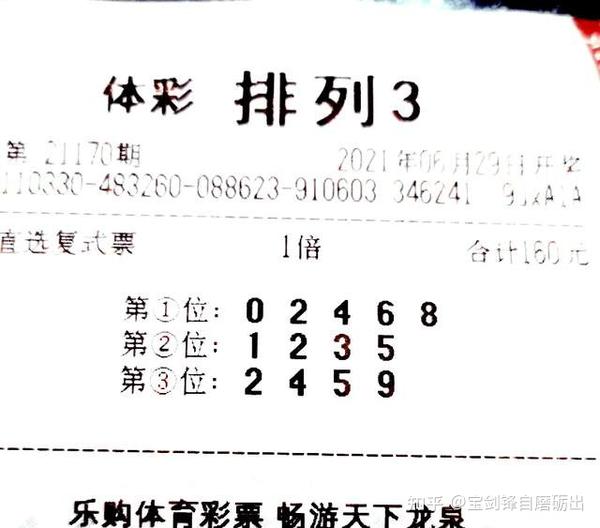 体彩 排列3
第 21170期 2021年06月29日开奖
110330-483260-088623-910603 346241
直选复式票 1倍 合计160元
第①位: 0 2 4 6 8
第②位: 1 2 3 5
第③位: 2 4 5 9
乐购体育彩票 畅游天下龙泉
知乎 @宝剑锋自磨砺出